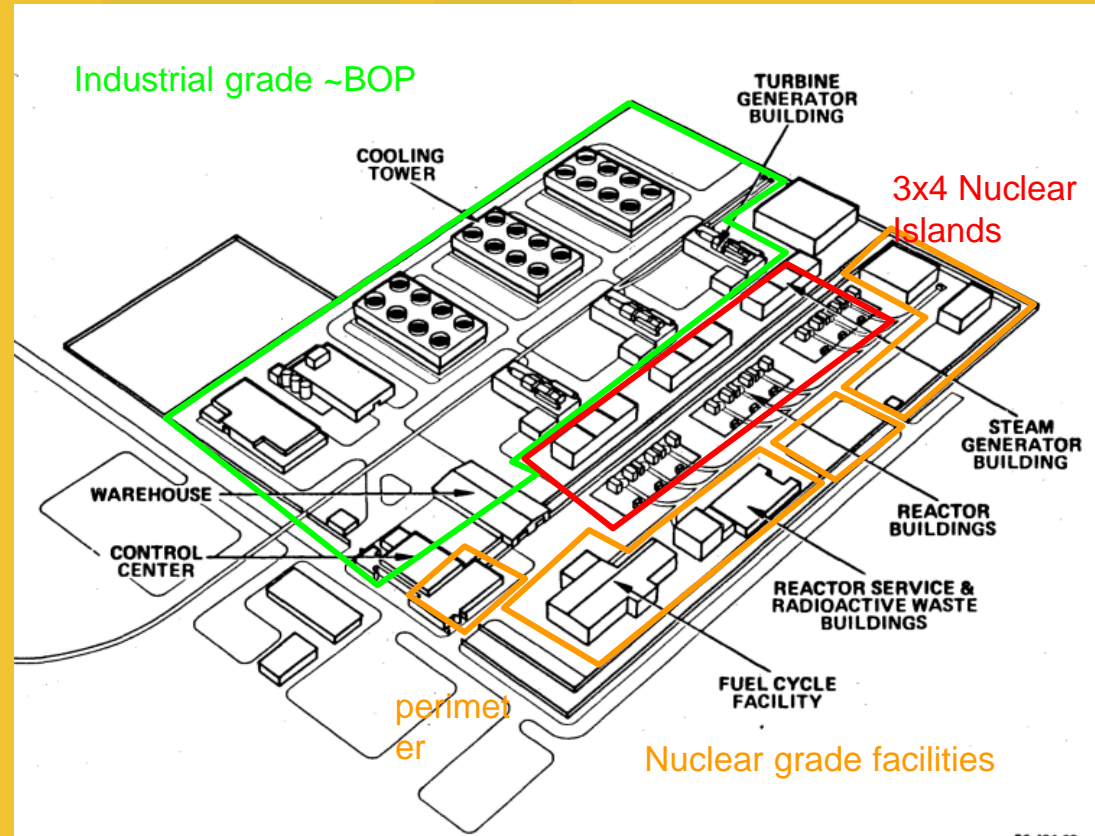 Industrial grade ~BOP
TURBINE
GENERATOR
BUILDING
COOLING
TOWER
3x4 Nuclear
Islands
STEAM
GENERATOR
BUILDING
WAREHOUSE
REACTOR
BUILDINGS
CONTROL
CENTER
REACTOR SERVICE &
RADIOACTIVE WASTE
BUILDINGS
FUEL CYCLE
FACILITY
perimet
er
Nuclear grade facilities